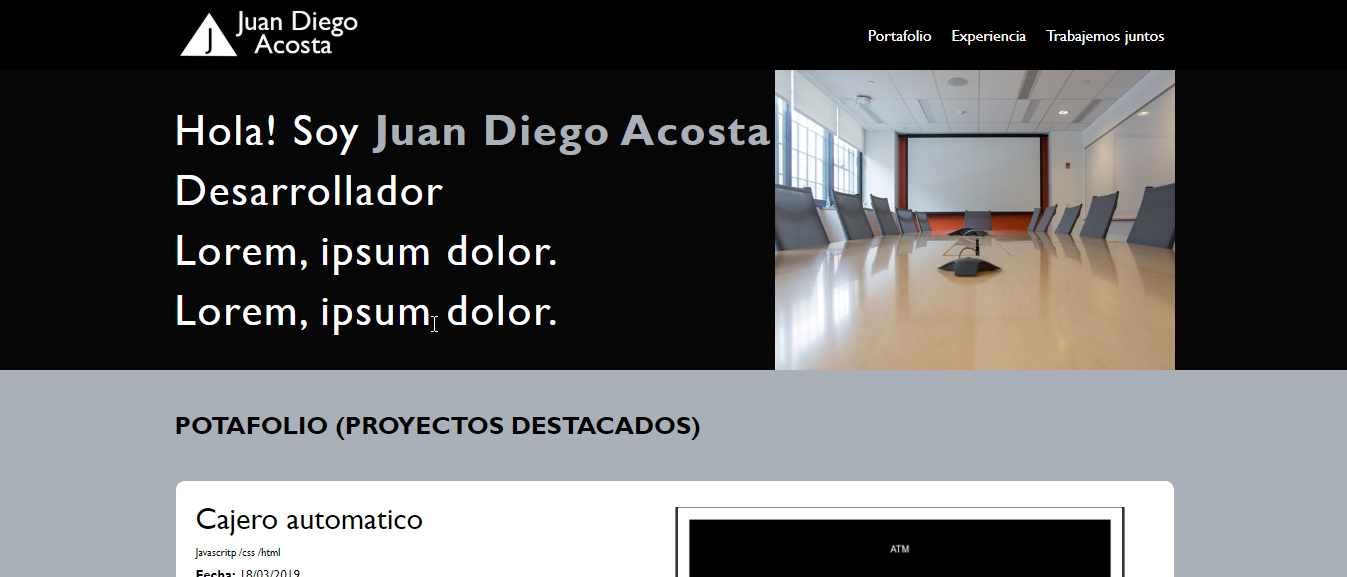 Juan Diego
Acosta
J
Portafolio Experiencia Trabajemos juntos
Hola! Soy Juan Diego Acosta
Desarrollador
Lorem, ipsum dolor.
Lorem, ipsum dolor.
POTAFOLIO (PROYECTOS DESTACADOS)
Cajero automatico
Javascritp /css /html
Fecha: 18/03/2019
ATM